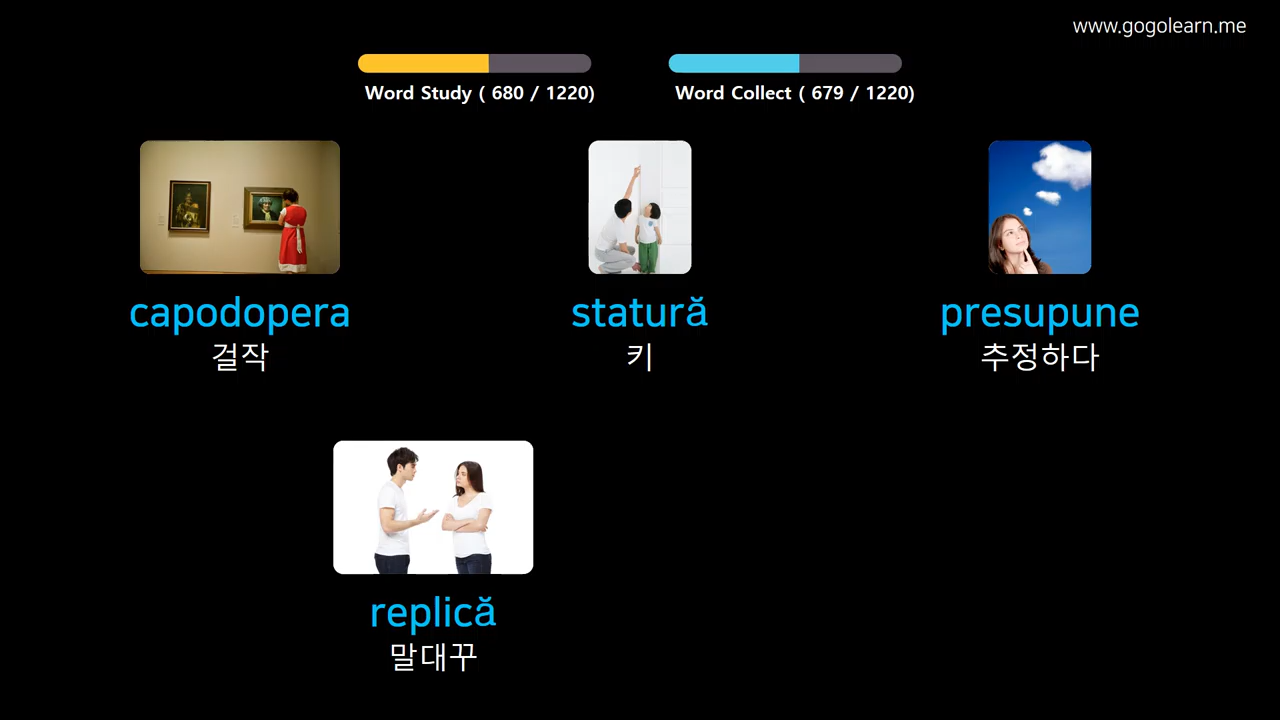 www.gogolearn.me
Word Study ( 680 / 1220)
Word Collect ( 679 / 1220)
capodopera
걸작
statură
키
presupune
추정하다
replică
말대꾸